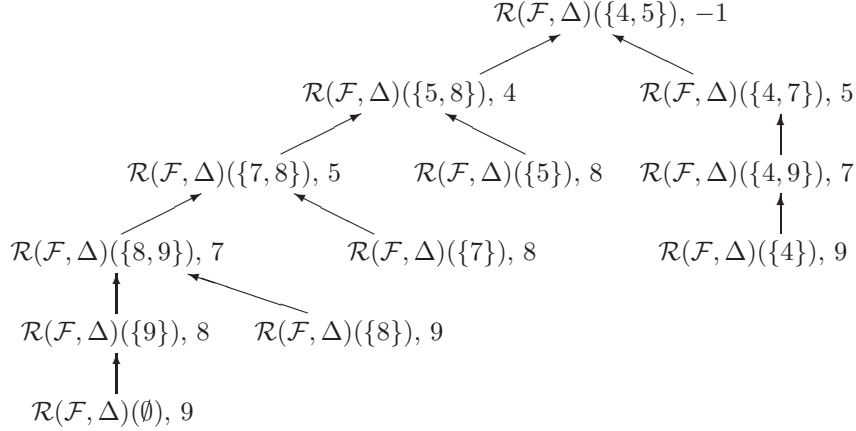 ℛ(ℱ, Δ)({4, 5}), −1
ℛ(ℱ, Δ)({5, 8}), 4 ℛ(ℱ, Δ)({4, 7}), 5
ℛ(ℱ, Δ)({7, 8}), 5 ℛ(ℱ, Δ)({5}), 8 ℛ(ℱ, Δ)({4, 9}), 7
ℛ(ℱ, Δ)({8, 9}), 7 ℛ(ℱ, Δ)({7}), 8 ℛ(ℱ, Δ)({4}), 9
ℛ(ℱ, Δ)({9}), 8 ℛ(ℱ, Δ)({8}), 9
ℛ(ℱ, Δ)(∅), 9